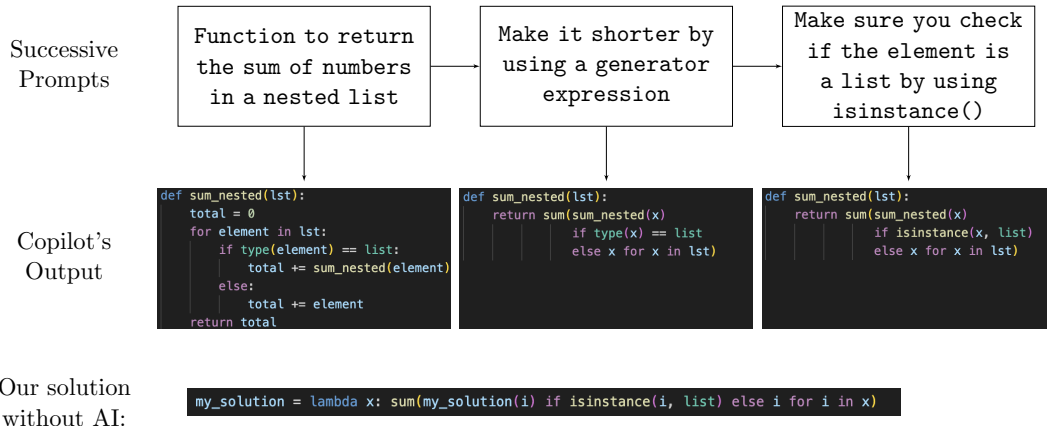 Successive
Prompts
Function to return
the sum of numbers
in a nested list
Make it shorter by
using a generator
expression
Make sure you check
if the element is
a list by using
isinstance()
Copilot's
Output
def sum_nested(lst):
    total = 0
    for element in lst:
        if type(element) == list:
            total += sum_nested(element)
        else:
            total += element
    return total
def sum_nested(lst):
    return sum(sum_nested(x)
               if type(x) == list
               else x for x in lst)
def sum_nested(lst):
    return sum(sum_nested(x)
               if isinstance(x, list)
               else x for x in lst)
Our solution
without AI:
my_solution = lambda x: sum(my_solution(i) if isinstance(i, list) else i for i in x)